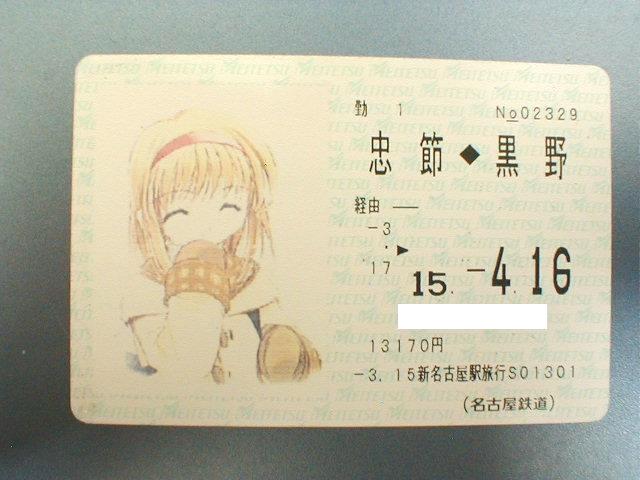 勤 1 No02329
忠節◆黒野
経由 ―
-3.17▶15.-4.16
13170円
-3.15新名古屋駅旅行S01301
(名古屋鉄道)
MEITETSU